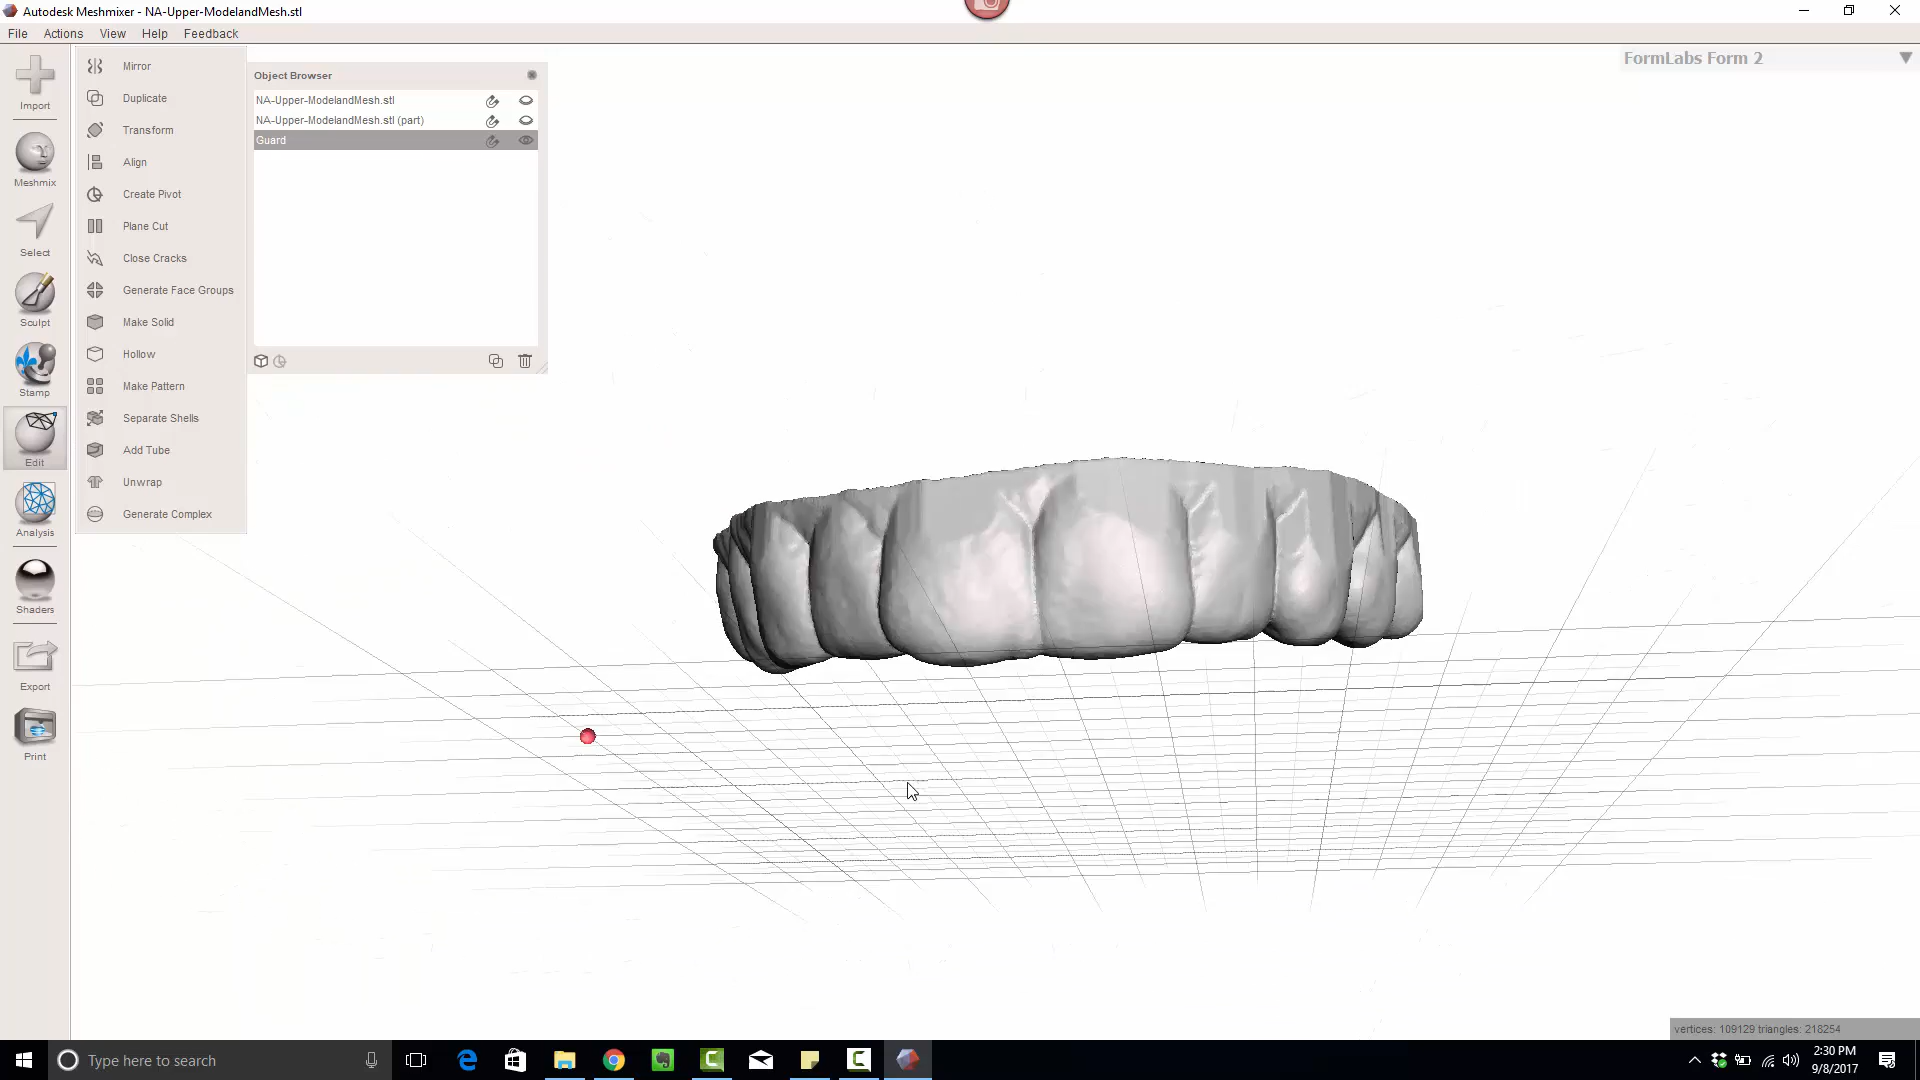 Autodesk Meshmixer - NA-Upper-ModelandMesh.stl
File Actions View Help Feedback
Import
Meshmix
Select
Sculpt
Stamp
Edit
Analysis
Shaders
Export
Print
Mirror
Duplicate
Transform
Align
Create Pivot
Plane Cut
Close Cracks
Generate Face Groups
Make Solid
Hollow
Make Pattern
Separate Shells
Add Tube
Unwrap
Generate Complex
Object Browser
NA-Upper-ModelandMesh.stl
NA-Upper-ModelandMesh.stl (part)
Guard
FormLabs Form 2
vertices: 109129 triangles: 218254
Type here to search
2:30 PM
9/8/2017